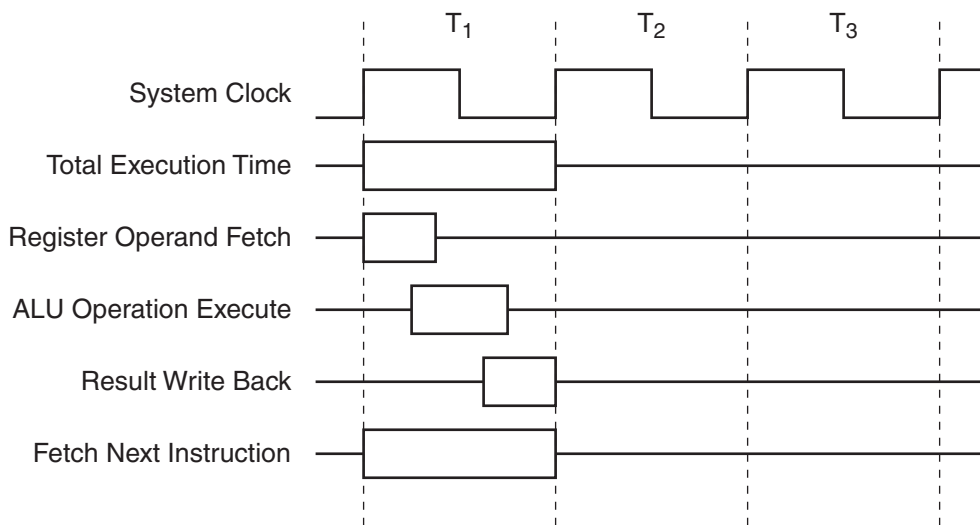 T1 T2 T3
System Clock
Total Execution Time
Register Operand Fetch
ALU Operation Execute
Result Write Back
Fetch Next Instruction